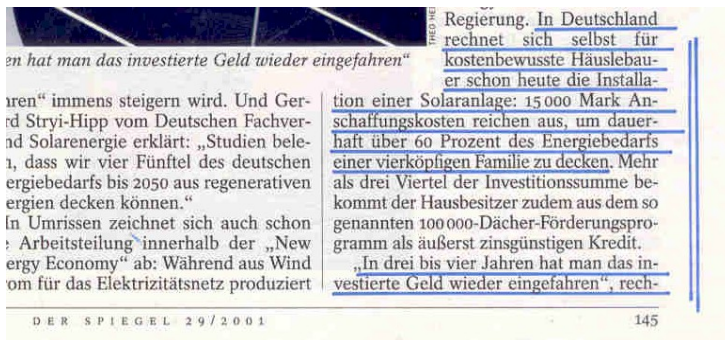 THEO HEI
en hat man das investierte Geld wieder eingefahren“
hren“ immens steigern wird. Und Ger-
rd Stryi-Hipp vom Deutschen Fachver-
nd Solarenergie erklärt: „Studien bele-
n, dass wir vier Fünftel des deutschen
ergiebedarfs bis 2050 aus regenerativen
ergien decken können.“
In Umrissen zeichnet sich auch schon
e Arbeitsteilung innerhalb der „New
ergy Economy“ ab: Während aus Wind
rom für das Elektrizitätsnetz produziert
Regierung. In Deutschland
rechnet sich selbst für
kostenbewusste Häuslebau-
er schon heute die Installa-
tion einer Solaranlage: 15 000 Mark An-
schaffungskosten reichen aus, um dauer-
haft über 60 Prozent des Energiebedarfs
einer vierköpfigen Familie zu decken. Mehr
als drei Viertel der Investitionssumme be-
kommt der Hausbesitzer zudem aus dem so
genannten 100 000-Dächer-Förderungspro-
gramm als äußerst zinsgünstigen Kredit.
„In drei bis vier Jahren hat man das in-
vestierte Geld wieder eingefahren“, rech-
DER SPIEGEL 29/2001
145